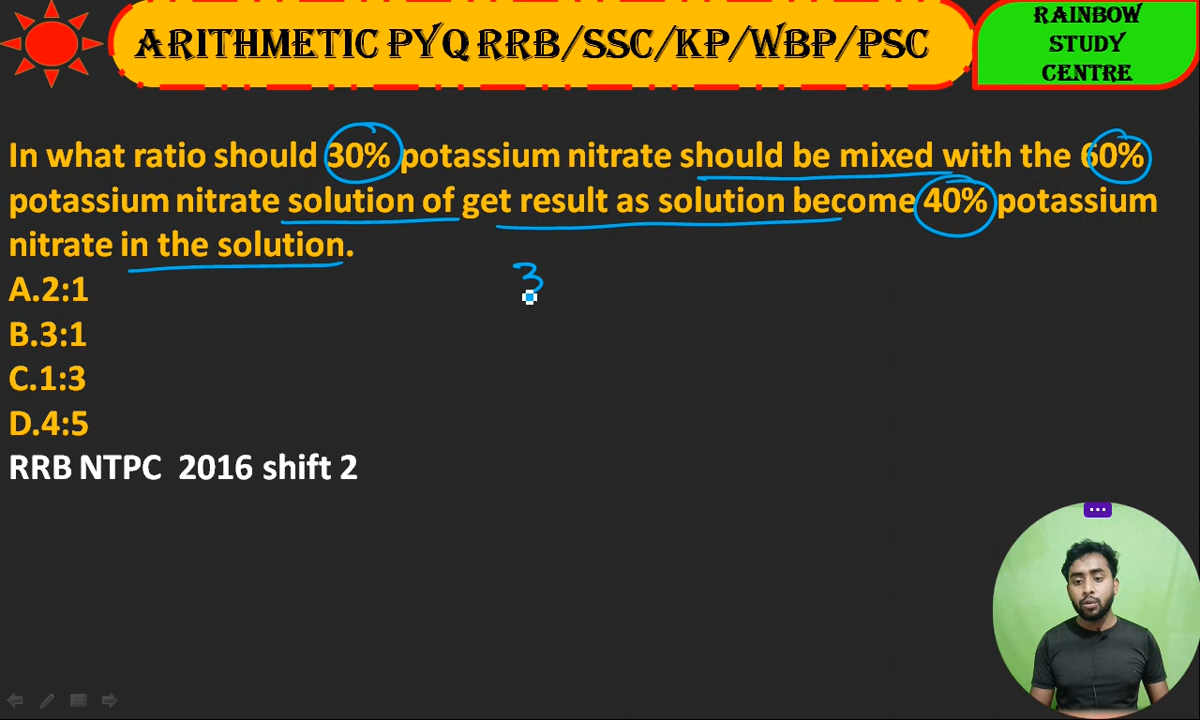 ARITHMETIC PYQ RRB/SSC/KP/WBP/PSC
RAINBOW
STUDY
CENTRE
In what ratio should 30% potassium nitrate should be mixed with the 60%
potassium nitrate solution of get result as solution become 40% potassium
nitrate in the solution.
A.2:1
B.3:1
C.1:3
D.4:5
RRB NTPC 2016 shift 2
3